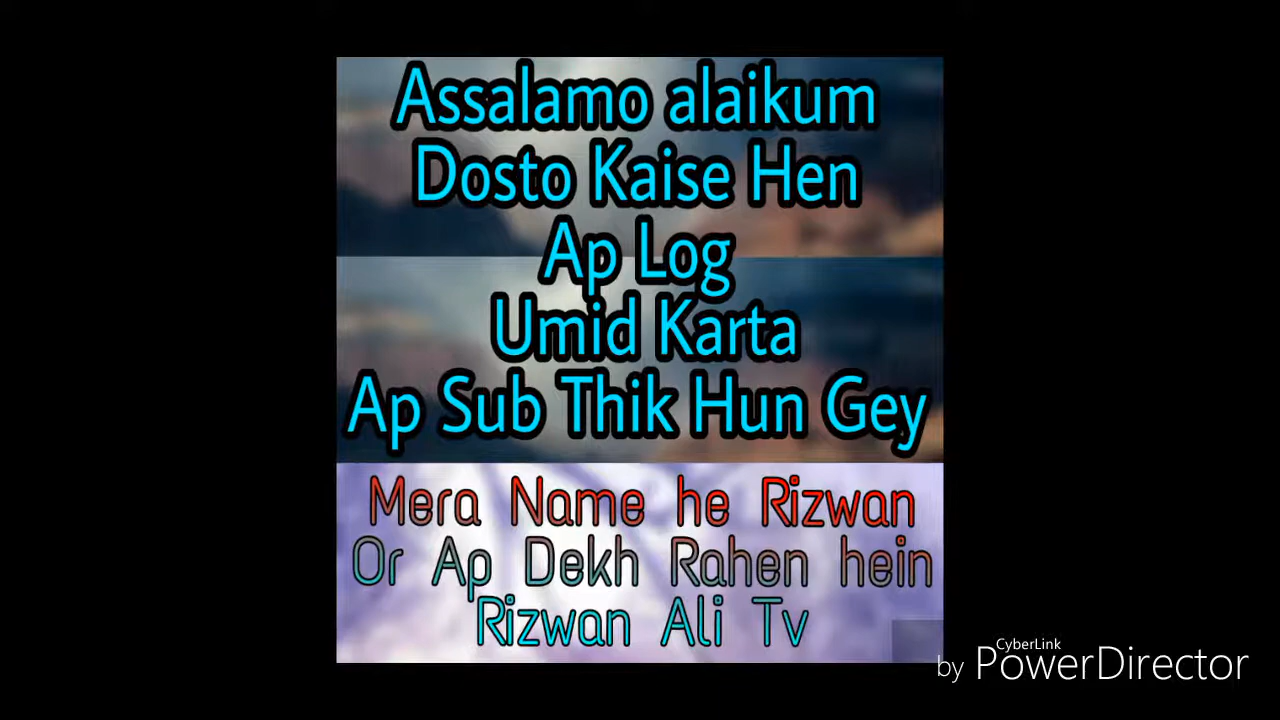 Assalamo alaikum
Dosto Kaise Hen
Ap Log
Umid Karta
Ap Sub Thik Hun Gey
Mera Name he Rizwan
Or Ap Dekh Rahen hein
Rizwan Ali Tv
CyberLink
by PowerDirector